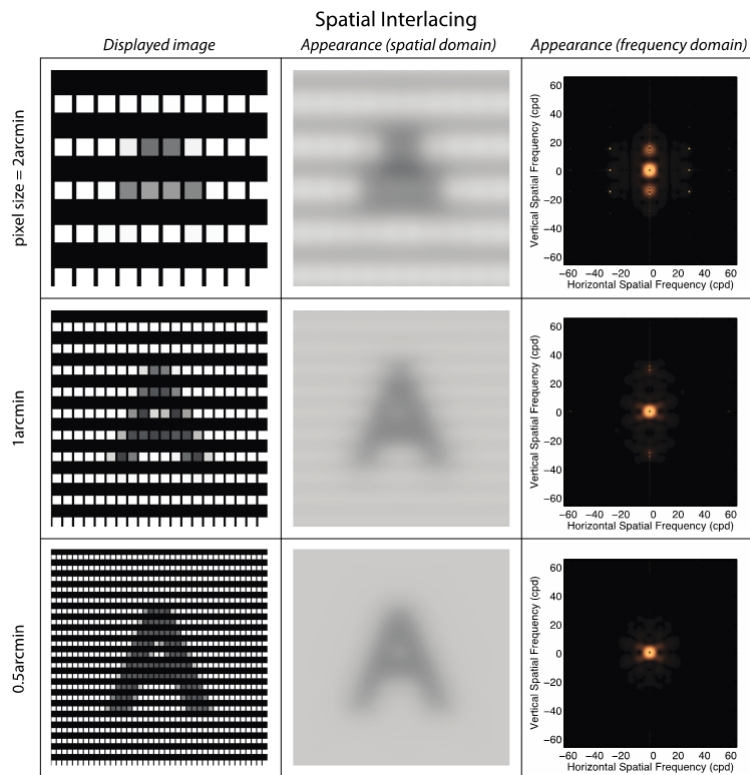 Spatial Interlacing
Displayed image
Appearance (spatial domain)
Appearance (frequency domain)
pixel size = 2arcmin
Vertical Spatial Frequency (cpd)
60
40
20
0
−20
−40
−60
−60 −40 −20 0 20 40 60
Horizontal Spatial Frequency (cpd)
1arcmin
A
A
Vertical Spatial Frequency (cpd)
60
40
20
0
−20
−40
−60
−60 −40 −20 0 20 40 60
Horizontal Spatial Frequency (cpd)
0.5arcmin
A
A
Vertical Spatial Frequency (cpd)
60
40
20
0
−20
−40
−60
−60 −40 −20 0 20 40 60
Horizontal Spatial Frequency (cpd)